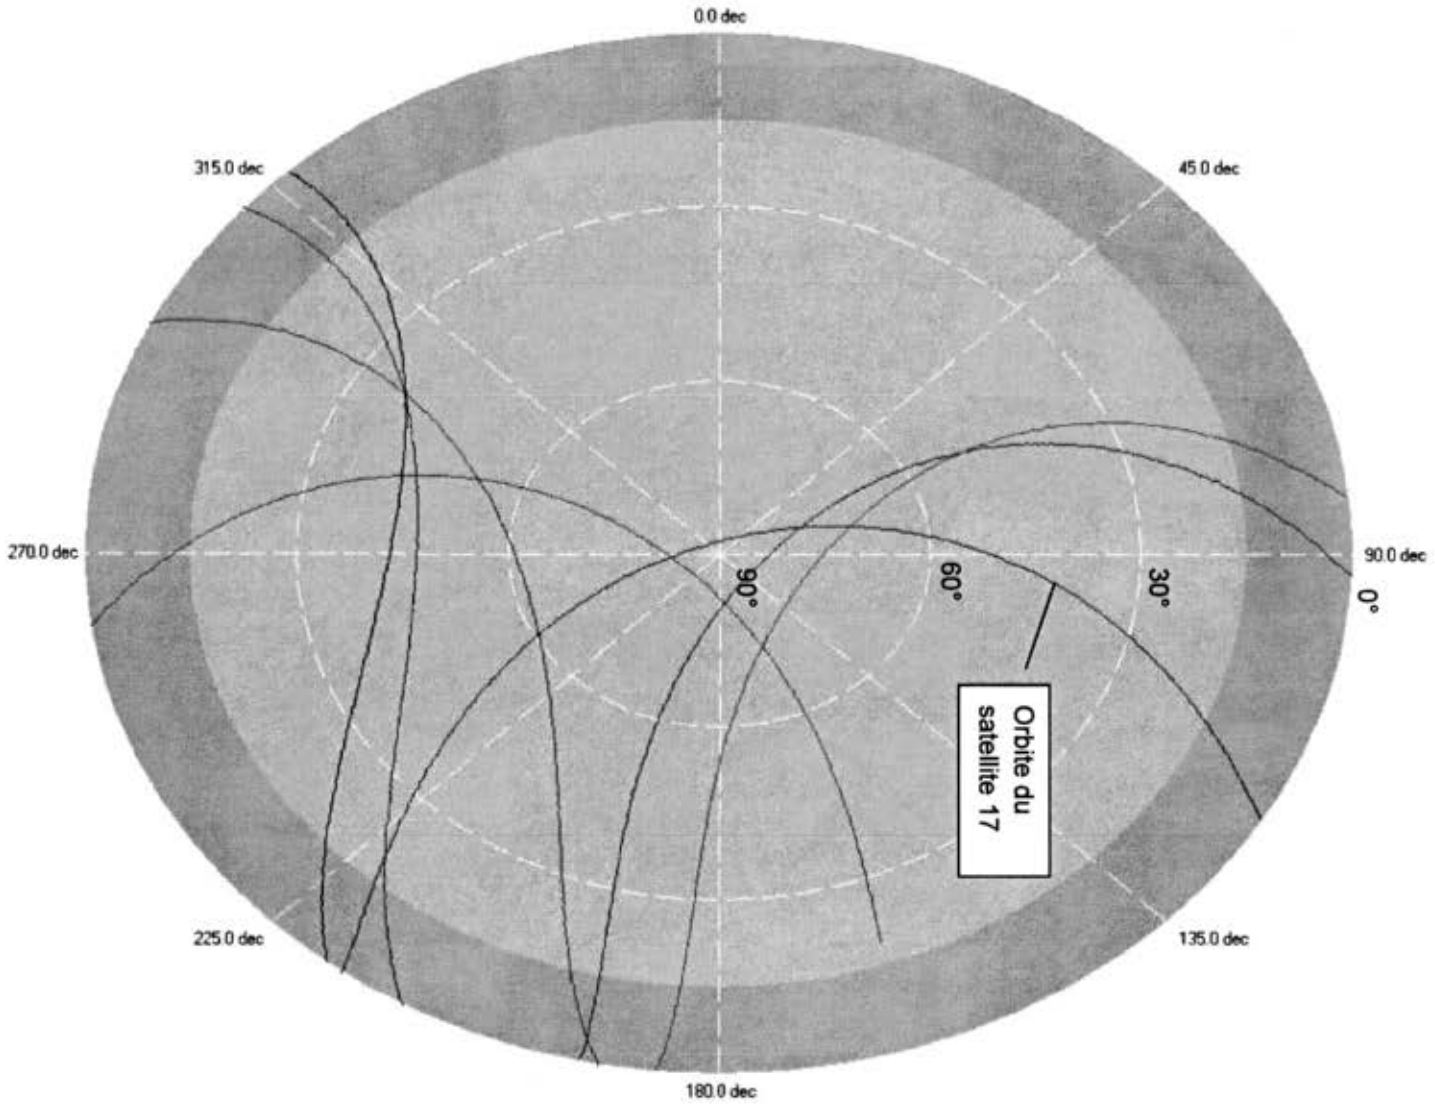 0.0 dec
315.0 dec
45.0 dec
270.0 dec
90.0 dec
90°
60°
30°
0°
Orbite du
satellite 17
225.0 dec
135.0 dec
180.0 dec